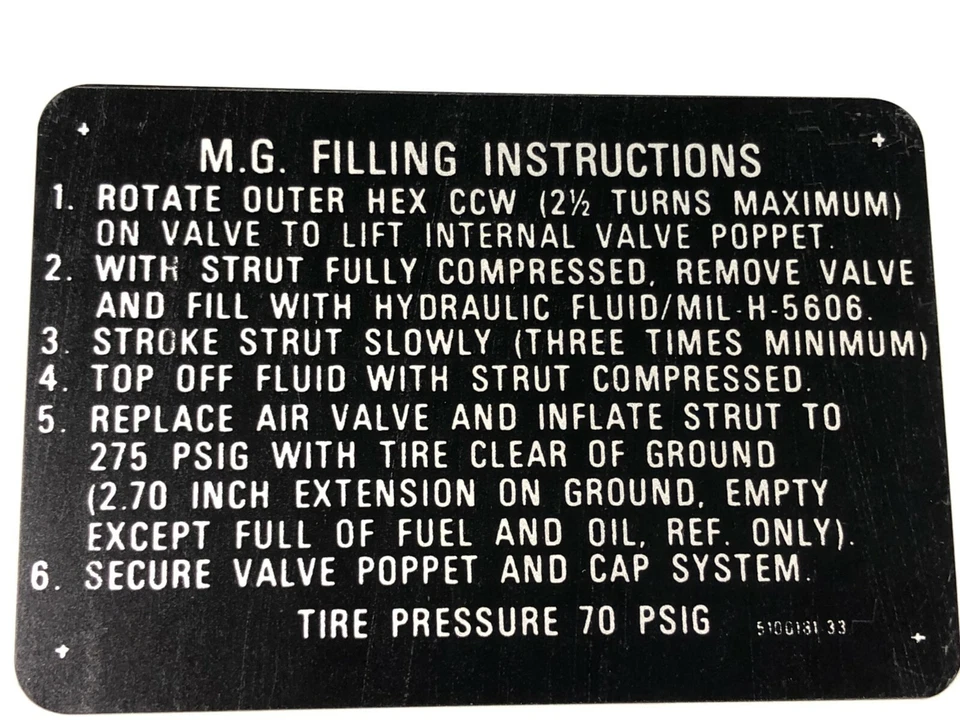 M.G. FILLING INSTRUCTIONS
1. ROTATE OUTER HEX CCW (2½ TURNS MAXIMUM)
ON VALVE TO LIFT INTERNAL VALVE POPPET.
2. WITH STRUT FULLY COMPRESSED, REMOVE VALVE
AND FILL WITH HYDRAULIC FLUID/MIL-H-5606.
3. STROKE STRUT SLOWLY (THREE TIMES MINIMUM)
4. TOP OFF FLUID WITH STRUT COMPRESSED.
5. REPLACE AIR VALVE AND INFLATE STRUT TO
275 PSIG WITH TIRE CLEAR OF GROUND
(2.70 INCH EXTENSION ON GROUND, EMPTY
EXCEPT FULL OF FUEL AND OIL, REF. ONLY).
6. SECURE VALVE POPPET AND CAP SYSTEM.
TIRE PRESSURE 70 PSIG
5100181-33